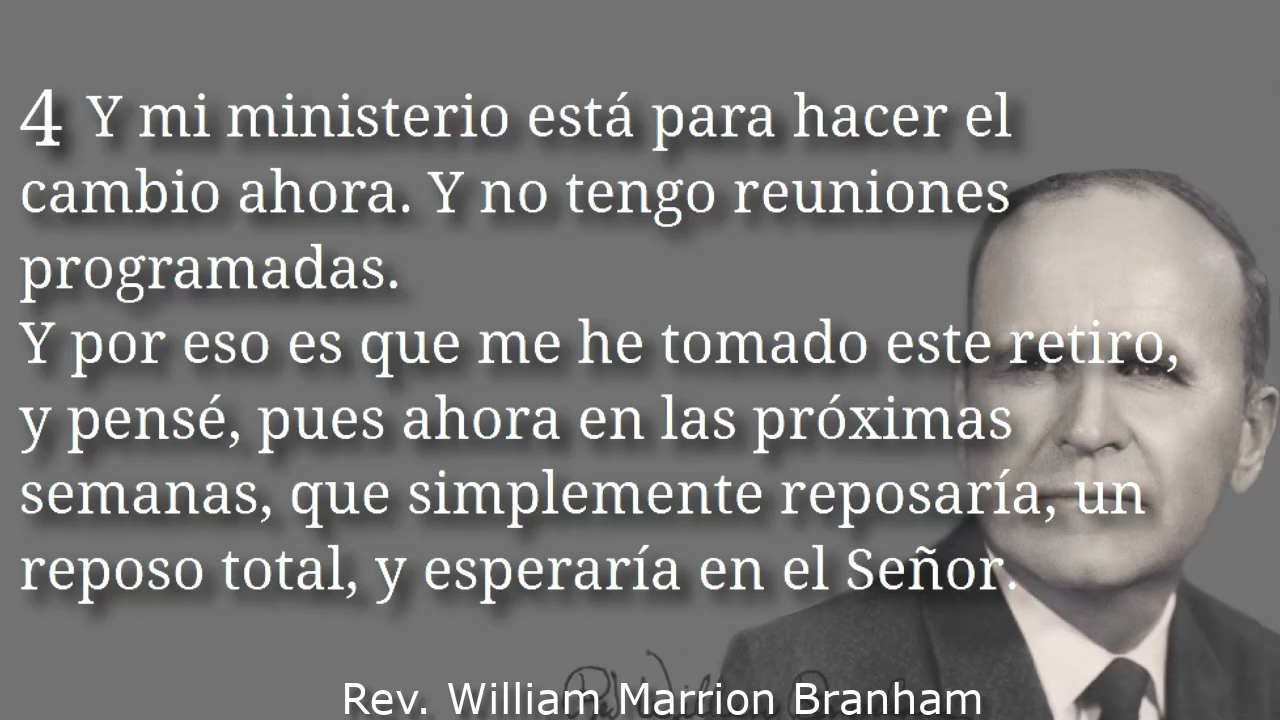 4 Y mi ministerio está para hacer el
cambio ahora. Y no tengo reuniones
programadas.
Y por eso es que me he tomado este retiro,
y pensé, pues ahora en las próximas
semanas, que simplemente reposaría, un
reposo total, y esperaría en el Señor.
Rev. William Marrion Branham